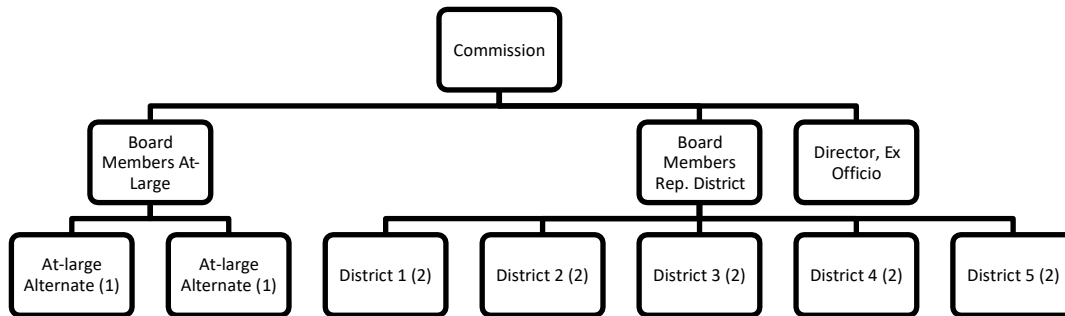 Commission
Board
Members At-
Large
Board
Members
Rep. District
Director, Ex
Officio
At-large
Alternate (1)
At-large
Alternate (1)
District 1 (2)
District 2 (2)
District 3 (2)
District 4 (2)
District 5 (2)